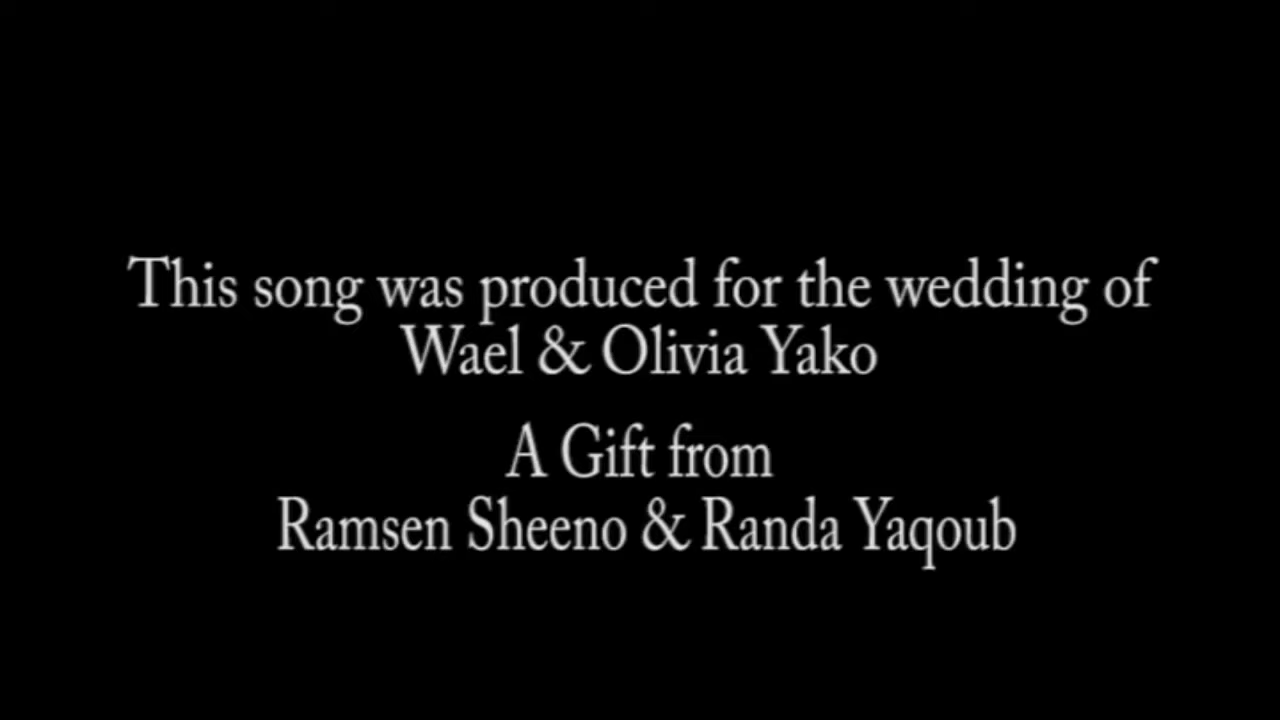 This song was produced for the wedding of
Wael & Olivia Yako
A Gift from
Ramsen Sheeno & Randa Yaqoub